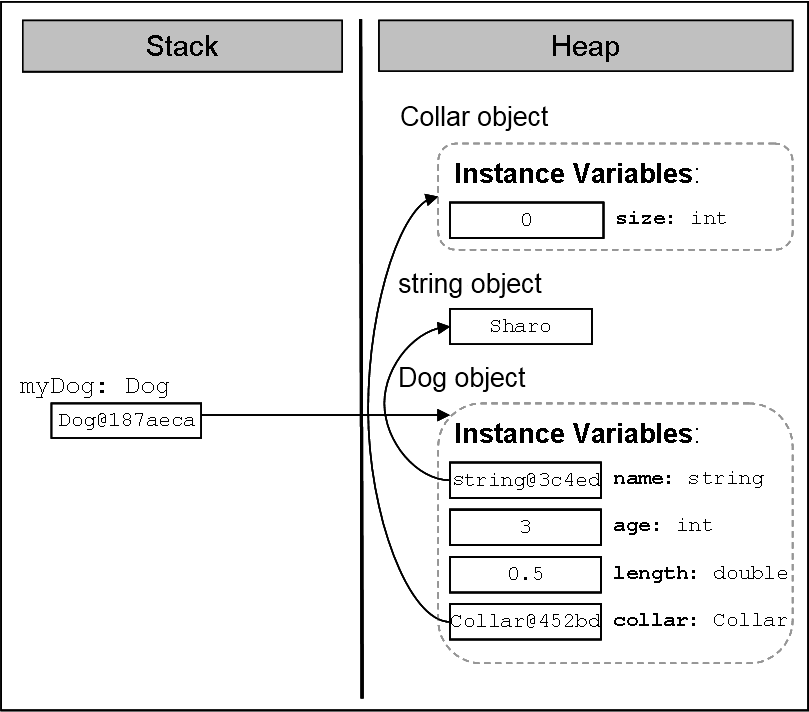 Stack
Heap
Collar object
Instance Variables:
0 size: int
string object
Sharo
myDog: Dog
Dog@187aeca
Dog object
Instance Variables:
string@3c4ed name: string
3 age: int
0.5 length: double
Collar@452bd collar: Collar